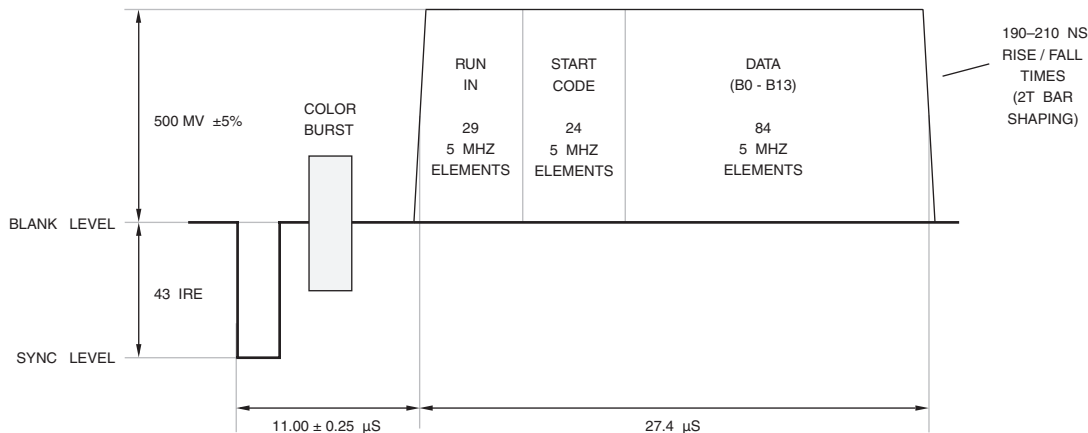 190–210 NS
RISE / FALL
TIMES
(2T BAR
SHAPING)
RUN
IN
29
5 MHZ
ELEMENTS
START
CODE
24
5 MHZ
ELEMENTS
DATA
(B0 - B13)
84
5 MHZ
ELEMENTS
500 MV ±5%
COLOR
BURST
BLANK LEVEL
43 IRE
SYNC LEVEL
11.00 ± 0.25 µS
27.4 µS